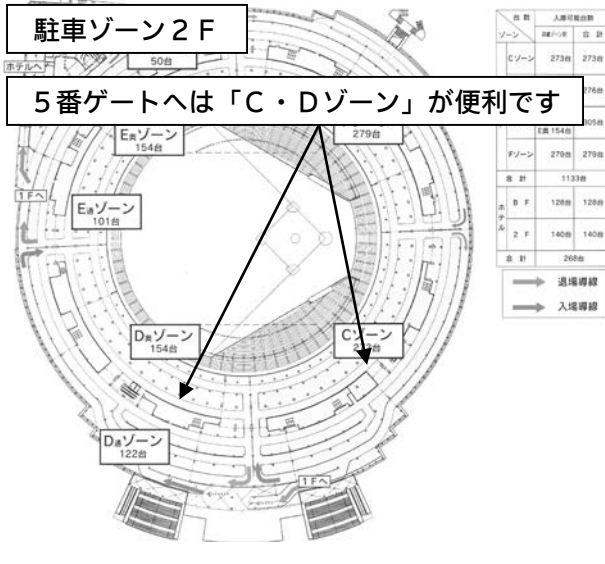 駐車ゾーン２Ｆ
ホテルへ
50台
５番ゲートへは「Ｃ・Ｄゾーン」が便利です
E奥ゾーン
154台
279台
1Fへ
E通ゾーン
101台
D奥ゾーン
154台
Cゾーン
D通ゾーン
122台
1Fへ
台数
入庫可能台数
ゾーン
合 計
Cゾーン 273台 273台
276台
305台
E奥 154台
Fゾーン 279台 279台
合 計 1133台
ホテル
B F 128台 128台
2 F 140台 140台
合 計 268台
退場導線
入場導線